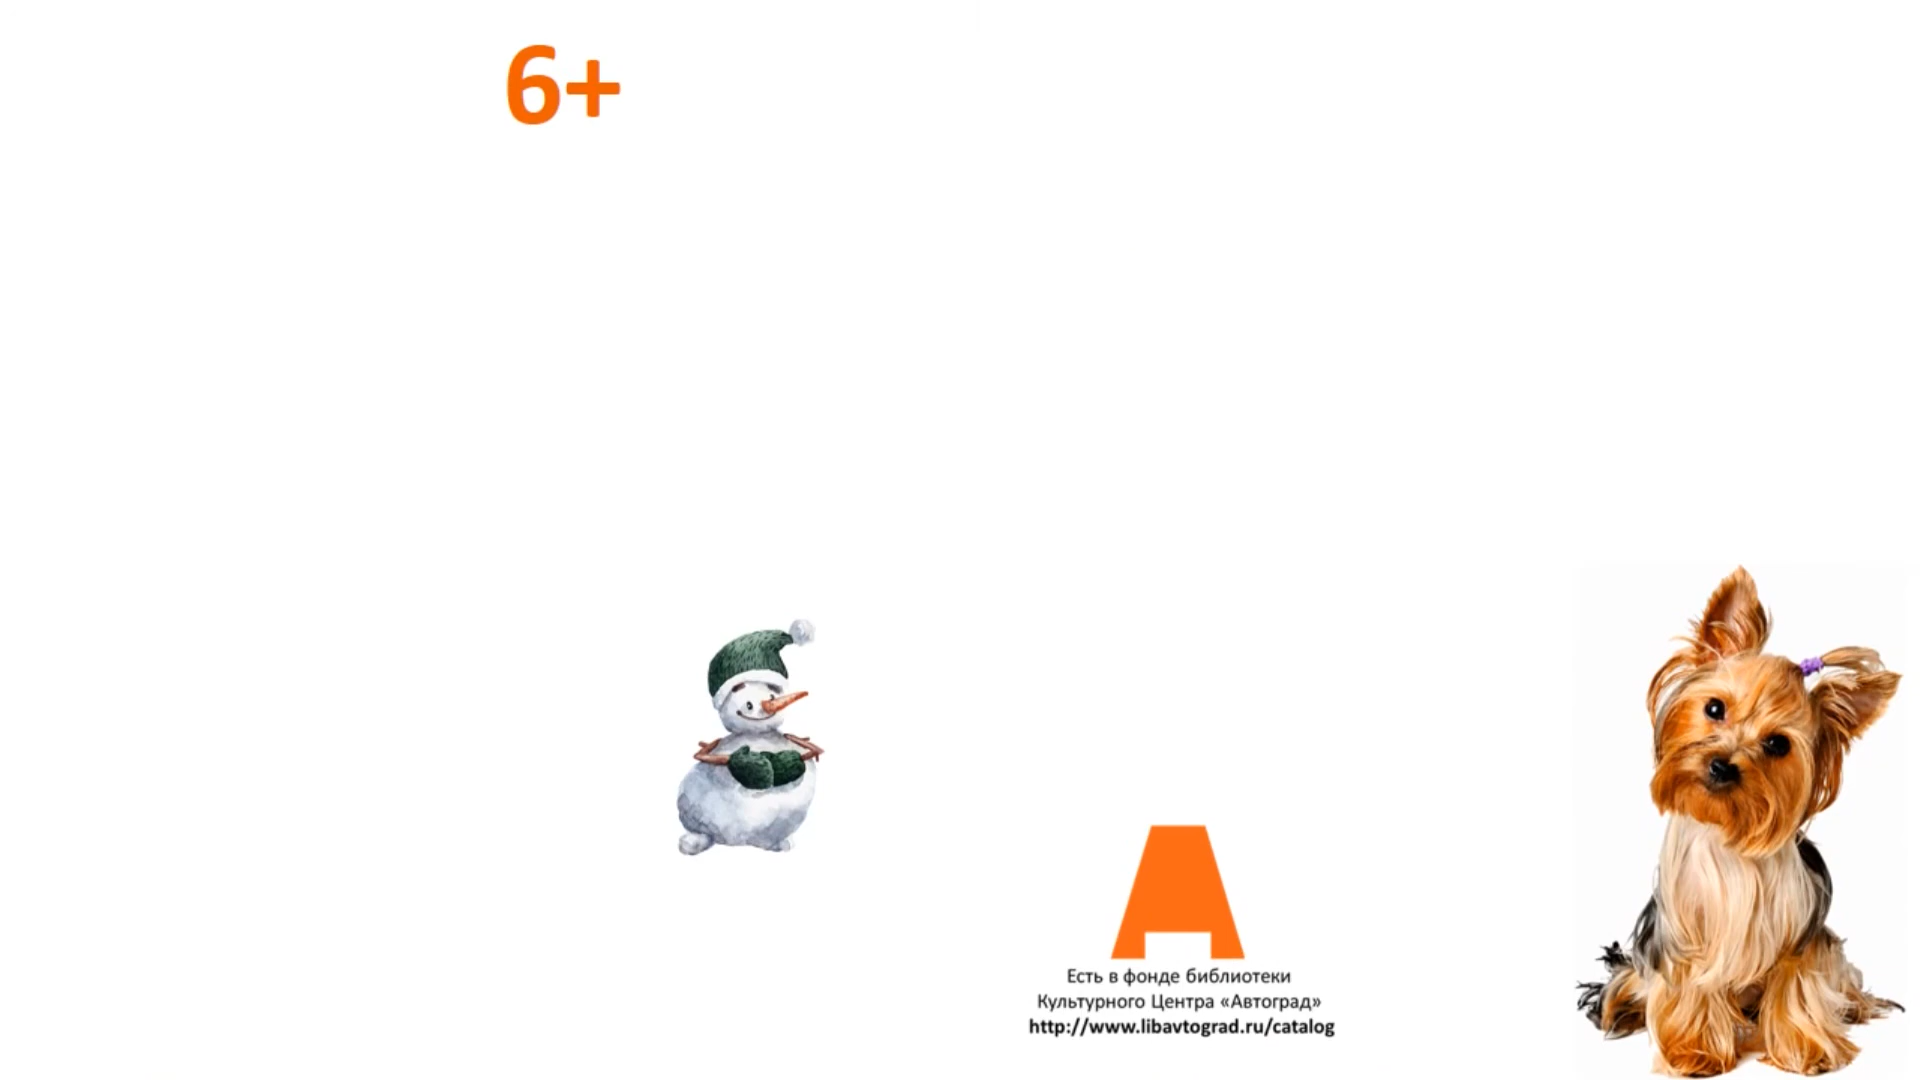 6+
Есть в фонде библиотеки
Культурного Центра «Автоград»
http://www.libavtograd.ru/catalog